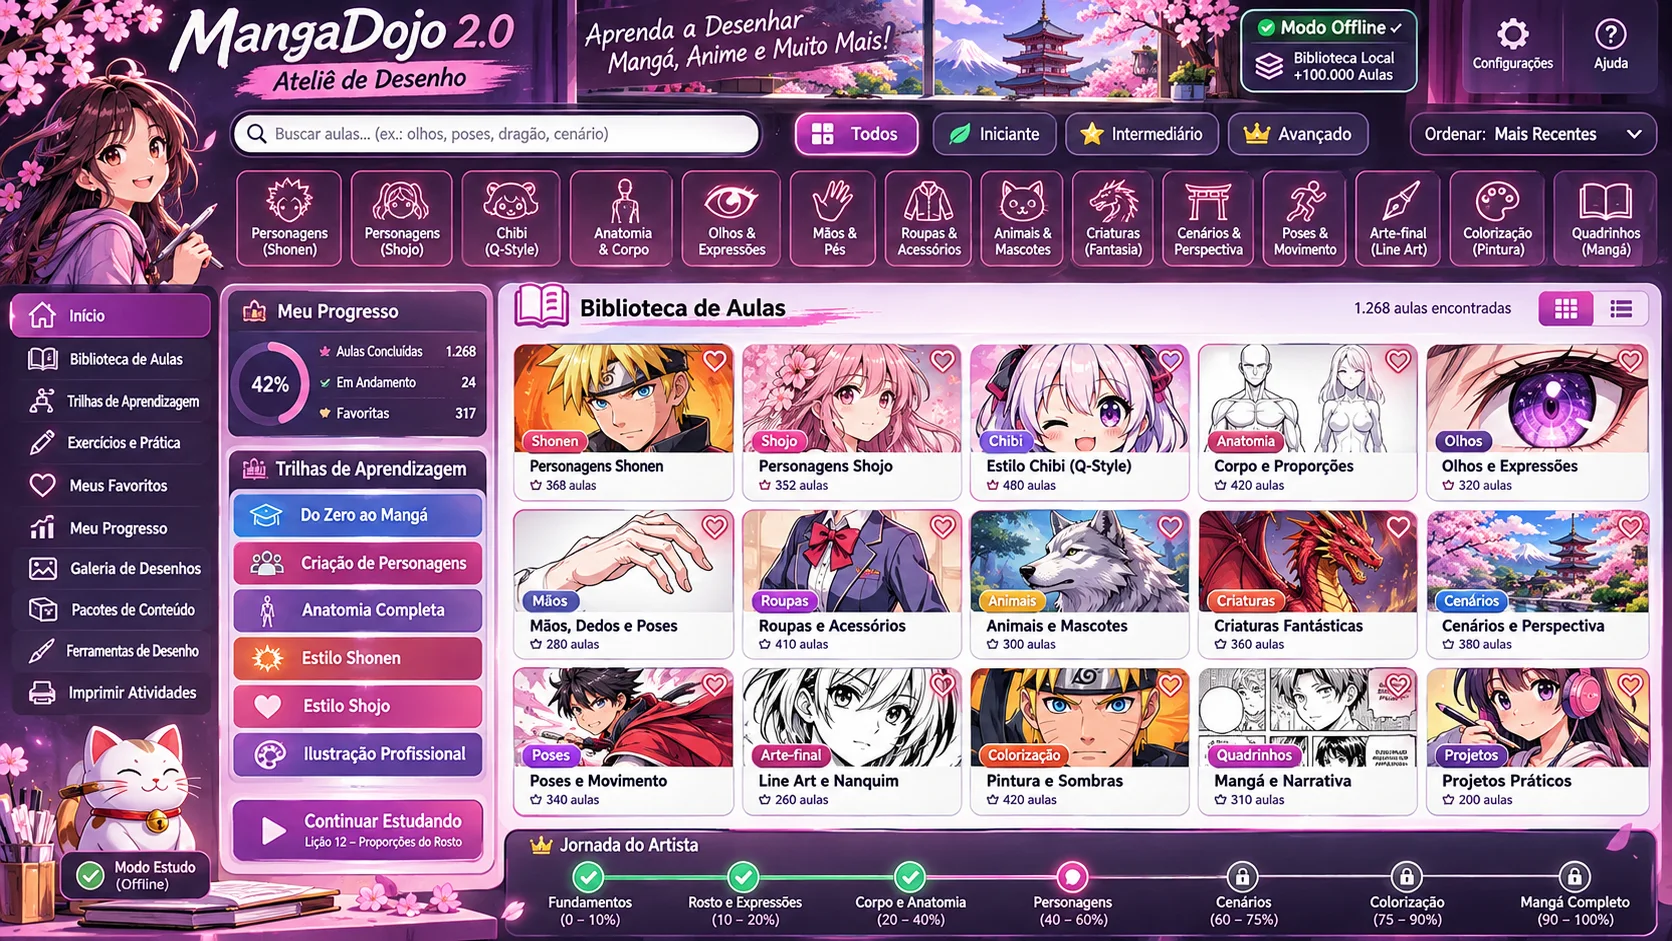 MangaDojo 2.0
Ateliê de Desenho
Aprenda a Desenhar
Mangá, Anime e Muito Mais!
Modo Offline
Biblioteca Local
+100.000 Aulas
Configurações
Ajuda
Buscar aulas... (ex.: olhos, poses, dragão, cenário)
Todos
Iniciante
Intermediário
Avançado
Ordenar: Mais Recentes
Personagens
(Shonen)
Personagens
(Shojo)
Chibi
(Q-Style)
Anatomia
& Corpo
Olhos &
Expressões
Mãos &
Pés
Roupas &
Acessórios
Animais &
Mascotes
Criaturas
(Fantasia)
Cenários &
Perspectiva
Poses &
Movimento
Arte-final
(Line Art)
Colorização
(Pintura)
Quadrinhos
(Mangá)
Início
Biblioteca de Aulas
Trilhas de Aprendizagem
Exercícios e Prática
Meus Favoritos
Meu Progresso
Galeria de Desenhos
Pacotes de Conteúdo
Ferramentas de Desenho
Imprimir Atividades
Modo Estudo
(Offline)
Meu Progresso
42%
Aulas Concluídas 1.268
Em Andamento 24
Favoritas 317
Trilhas de Aprendizagem
Do Zero ao Mangá
Criação de Personagens
Anatomia Completa
Estilo Shonen
Estilo Shojo
Ilustração Profissional
Continuar Estudando
Lição 12 – Proporções do Rosto
Biblioteca de Aulas
1.268 aulas encontradas
Shonen
Personagens Shonen
368 aulas
Shojo
Personagens Shojo
352 aulas
Chibi
Estilo Chibi (Q-Style)
480 aulas
Anatomia
Corpo e Proporções
420 aulas
Olhos
Olhos e Expressões
320 aulas
Mãos
Mãos, Dedos e Poses
280 aulas
Roupas
Roupas e Acessórios
410 aulas
Animais
Animais e Mascotes
300 aulas
Criaturas
Criaturas Fantásticas
360 aulas
Cenários
Cenários e Perspectiva
380 aulas
Poses
Poses e Movimento
340 aulas
Arte-final
Line Art e Nanquim
260 aulas
Colorização
Pintura e Sombras
420 aulas
Quadrinhos
Mangá e Narrativa
310 aulas
Projetos
Projetos Práticos
200 aulas
Jornada do Artista
Fundamentos
(0 – 10%)
Rosto e Expressões
(10 – 20%)
Corpo e Anatomia
(20 – 40%)
Personagens
(40 – 60%)
Cenários
(60 – 75%)
Colorização
(75 – 90%)
Mangá Completo
(90 – 100%)